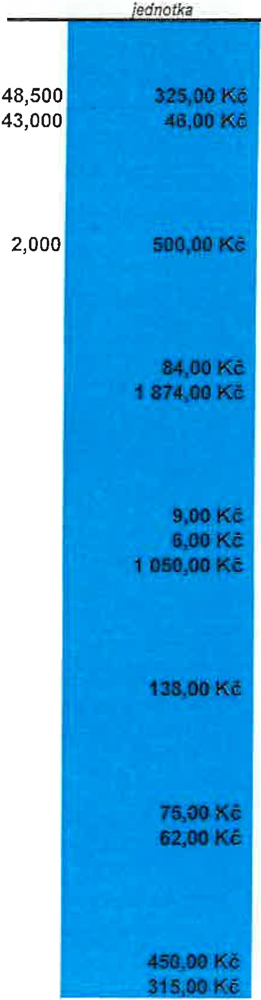 jednotka
48,500 325,00 Kč
43,000 46,00 Kč
2,000 500,00 Kč
84,00 Kč
1 874,00 Kč
9,00 Kč
6,00 Kč
1 050,00 Kč
138,00 Kč
75,00 Kč
62,00 Kč
450,00 Kč
315,00 Kč